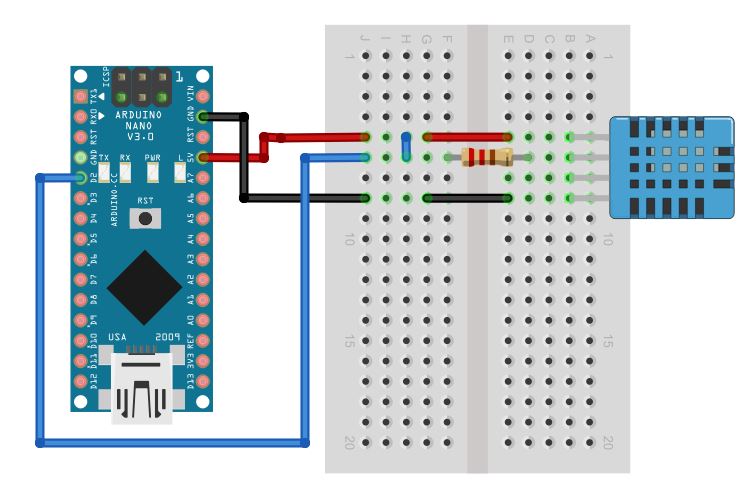 J I H G F E D C B A
1 1
10 10
15 15
20 20
ICSP
1
ARDUINO
NANO
V3.0
TX RX PWR L
ARDUINO.CC
RST
USA 2009
TX1
RX0
RST
GND
D2
D3
D4
D5
D6
D7
D8
D9
D10
D11
D12
VIN
GND
RST
5V
A7
A6
A5
A4
A3
A2
A1
A0
REF
3V3
D13